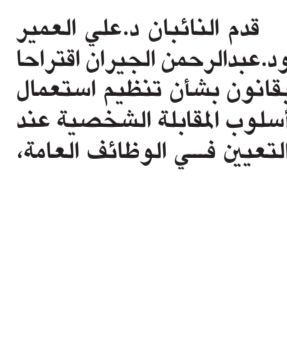 قدم النائبان د.علي العمير
ود.عبدالرحمن الجيران اقتراحا
بقانون بشأن تنظيم استعمال
أسلوب المقابلة الشخصية عند
التعيين في الوظائف العامة،